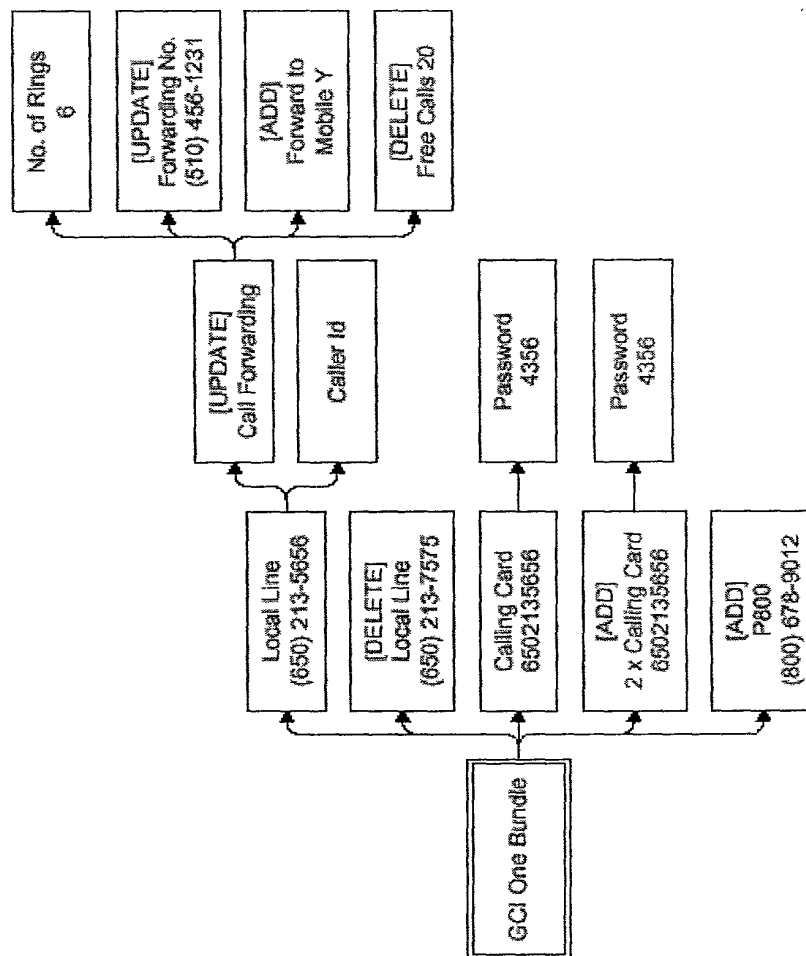 GCI One Bundle
Local Line
(650) 213-5656
[DELETE]
Local Line
(650) 213-7575
Calling Card
6502135656
[ADD]
2 x Calling Card
6502135656
[ADD]
P800
(800) 678-9012
[UPDATE]
Call Forwarding
Caller Id
Password
4356
Password
4356
No. of Rings
6
[UPDATE]
Forwarding No.
(510) 456-1231
[ADD]
Forward to
Mobile Y
[DELETE]
Free Calls 20